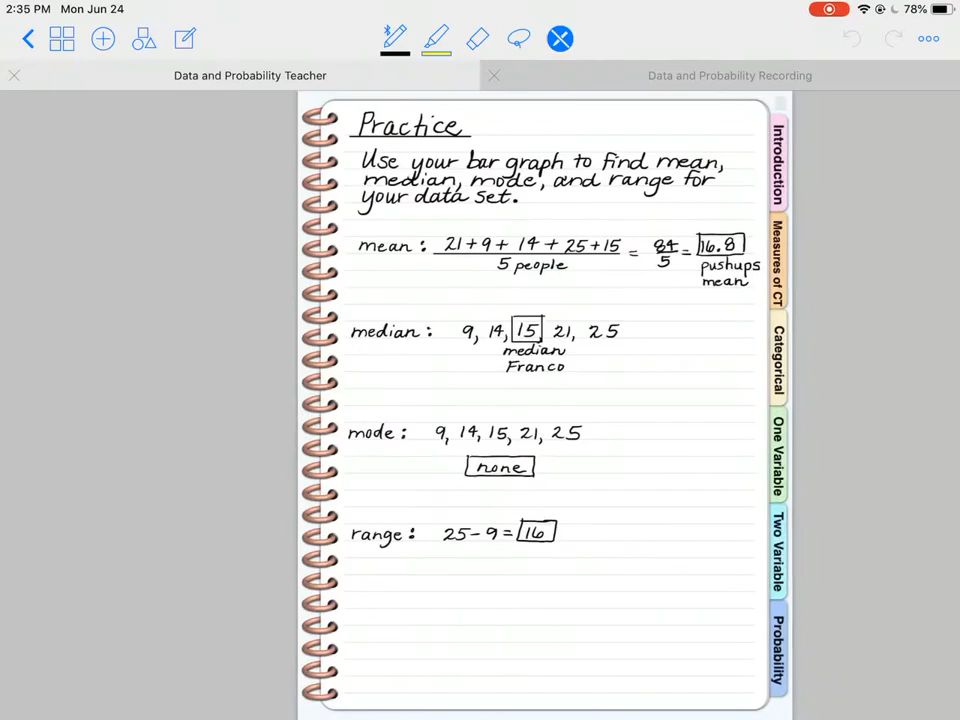 2:35 PM Mon Jun 24
78%
Data and Probability Teacher
Data and Probability Recording
Practice
Use your bar graph to find mean,
median, mode, and range for
your data set.
mean: 21+9+ 14 + 25+15 = 84 = 16.8
5 people 5 pushups
mean
median: 9, 14, 15, 21, 25
median
Franco
mode: 9, 14, 15, 21, 25
none
range: 25-9= 16
Introduction
Measures of CT
Categorical
One Variable
Two Variable
Probability